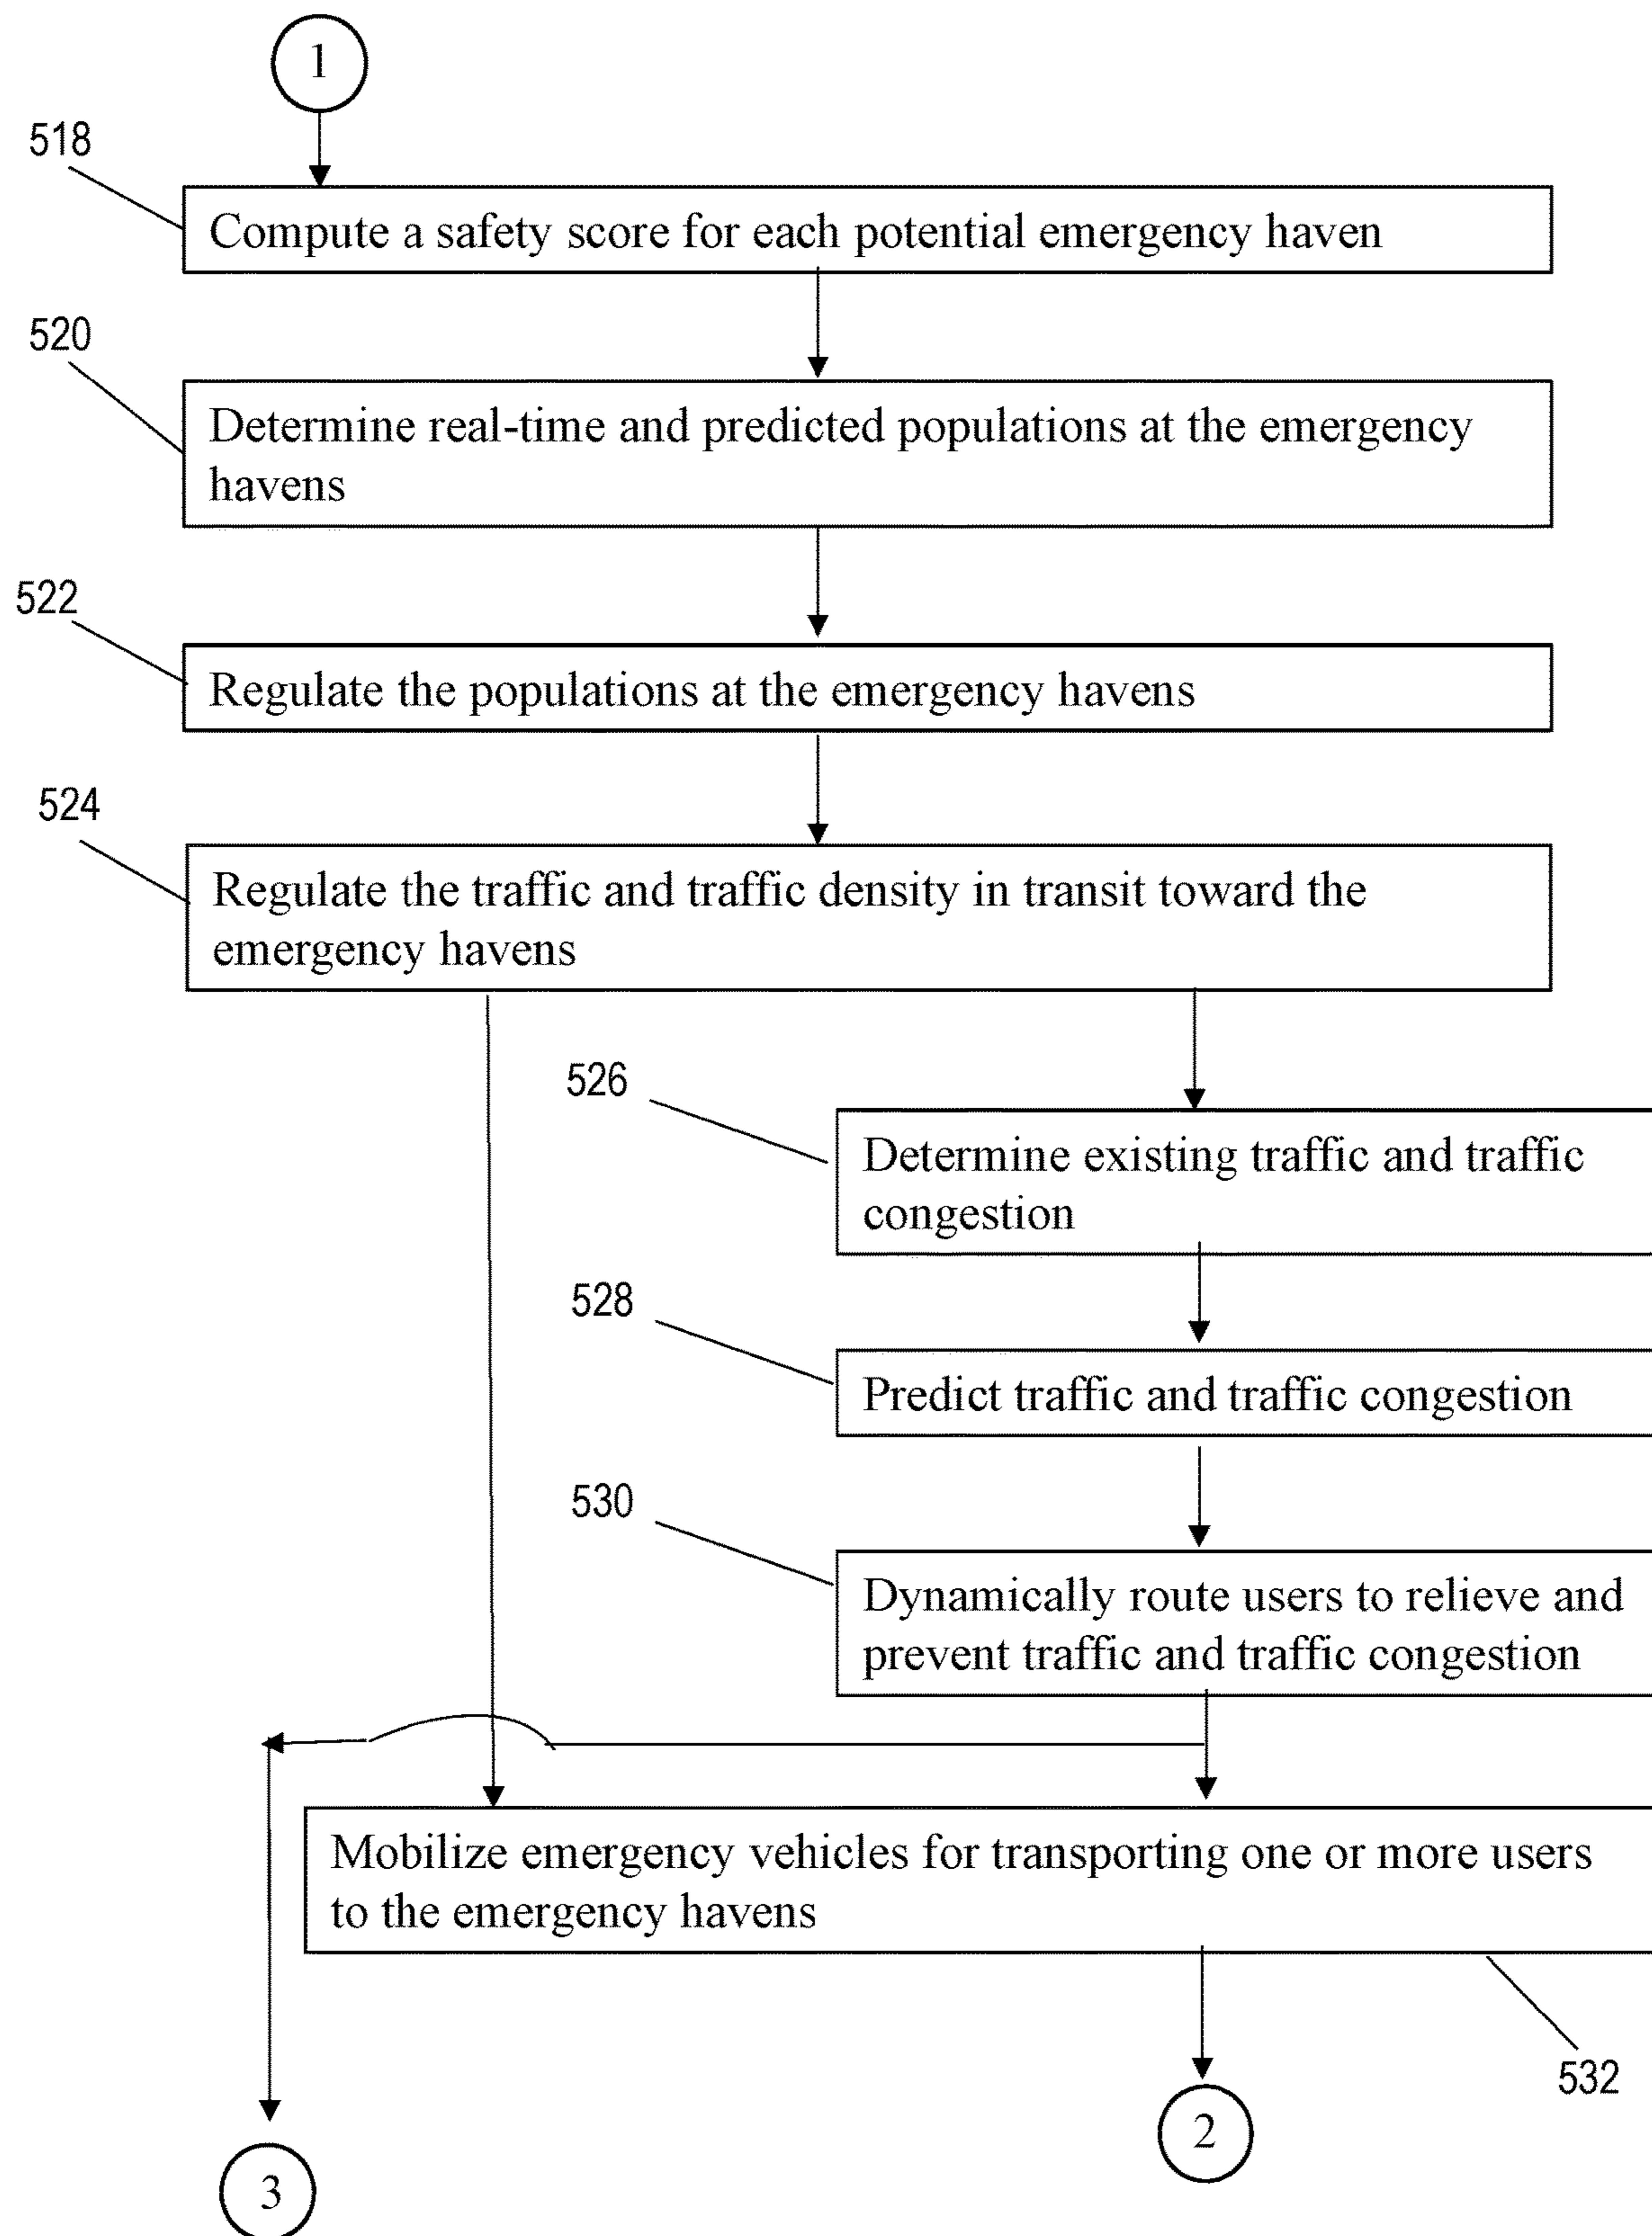 1
518
Compute a safety score for each potential emergency haven
520
Determine real-time and predicted populations at the emergency
havens
522
Regulate the populations at the emergency havens
524
Regulate the traffic and traffic density in transit toward the
emergency havens
526
Determine existing traffic and traffic
congestion
528
Predict traffic and traffic congestion
530
Dynamically route users to relieve and
prevent traffic and traffic congestion
Mobilize emergency vehicles for transporting one or more users
to the emergency havens
532
2
3